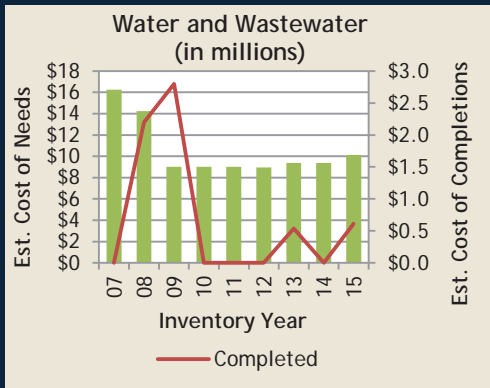 Water and Wastewater
(in millions)
Est. Cost of Needs
$18
$16
$14
$12
$10
$8
$6
$4
$2
$0
$3.0
$2.5
$2.0
$1.5
$1.0
$0.5
$0.0
Est. Cost of Completions
07 08 09 10 11 12 13 14 15
Inventory Year
Completed